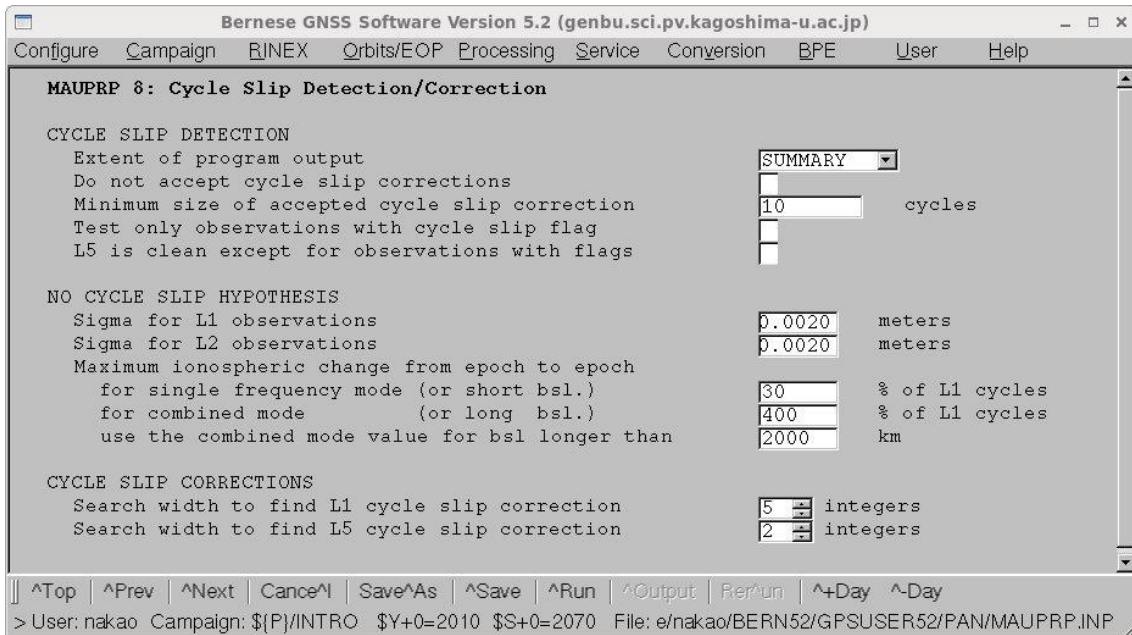 Bernese GNSS Software Version 5.2 (genbu.sci.pv.kagoshima-u.ac.jp)
Configure Campaign RINEX Orbits/EOP Processing Service Conversion BPE User Help
MAUPRP 8: Cycle Slip Detection/Correction
CYCLE SLIP DETECTION
Extent of program output SUMMARY
Do not accept cycle slip corrections
Minimum size of accepted cycle slip correction 10 cycles
Test only observations with cycle slip flag
L5 is clean except for observations with flags
NO CYCLE SLIP HYPOTHESIS
Sigma for L1 observations 0.0020 meters
Sigma for L2 observations 0.0020 meters
Maximum ionospheric change from epoch to epoch
for single frequency mode (or short bsl.) 30 % of L1 cycles
for combined mode (or long bsl.) 400 % of L1 cycles
use the combined mode value for bsl longer than 2000 km
CYCLE SLIP CORRECTIONS
Search width to find L1 cycle slip correction 5 integers
Search width to find L5 cycle slip correction 2 integers
^Top ^Prev ^Next Cance^l Save^As ^Save ^Run ^Output Rer^un ^+Day ^-Day
> User: nakao Campaign: ${P}/INTRO $Y+0=2010 $S+0=2070 File: e/nakao/BERN52/GPSUSER52/PAN/MAUPRP.INP